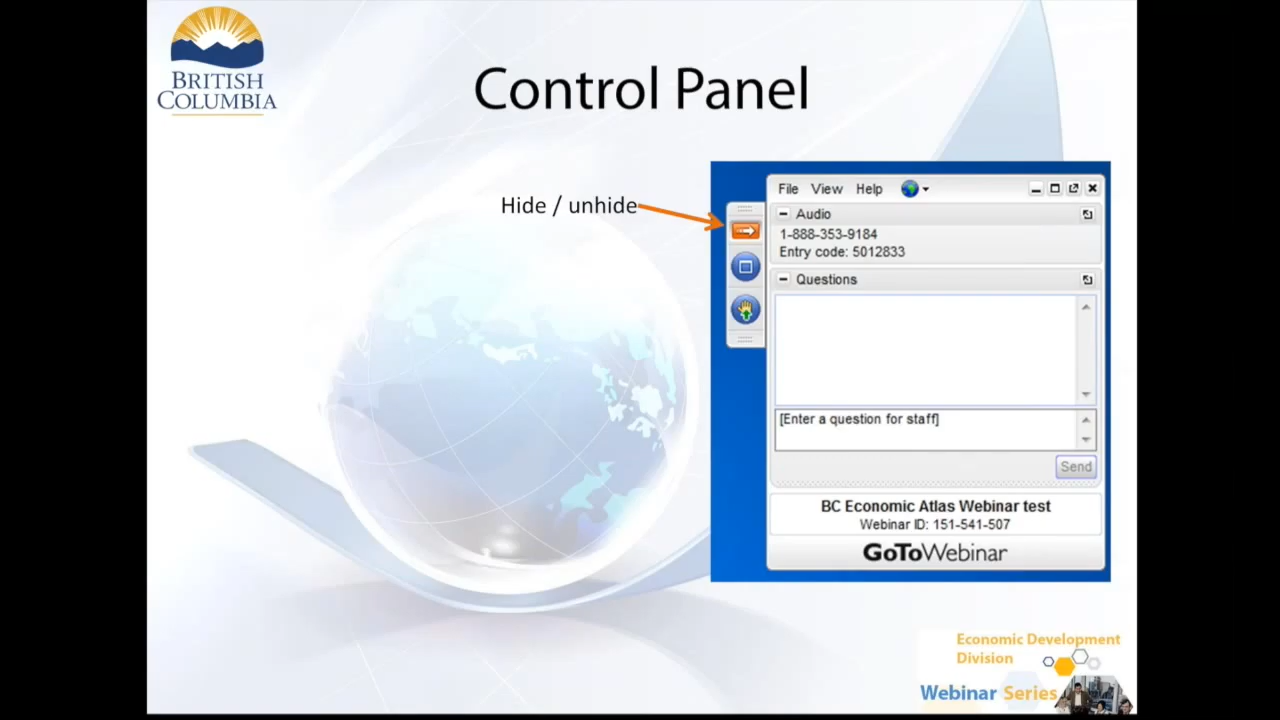 BRITISH
COLUMBIA
Control Panel
Hide / unhide
File View Help
Audio
1-888-353-9184
Entry code: 5012833
Questions
[Enter a question for staff]
Send
BC Economic Atlas Webinar test
Webinar ID: 151-541-507
GoToWebinar
Economic Development
Division
Webinar Series